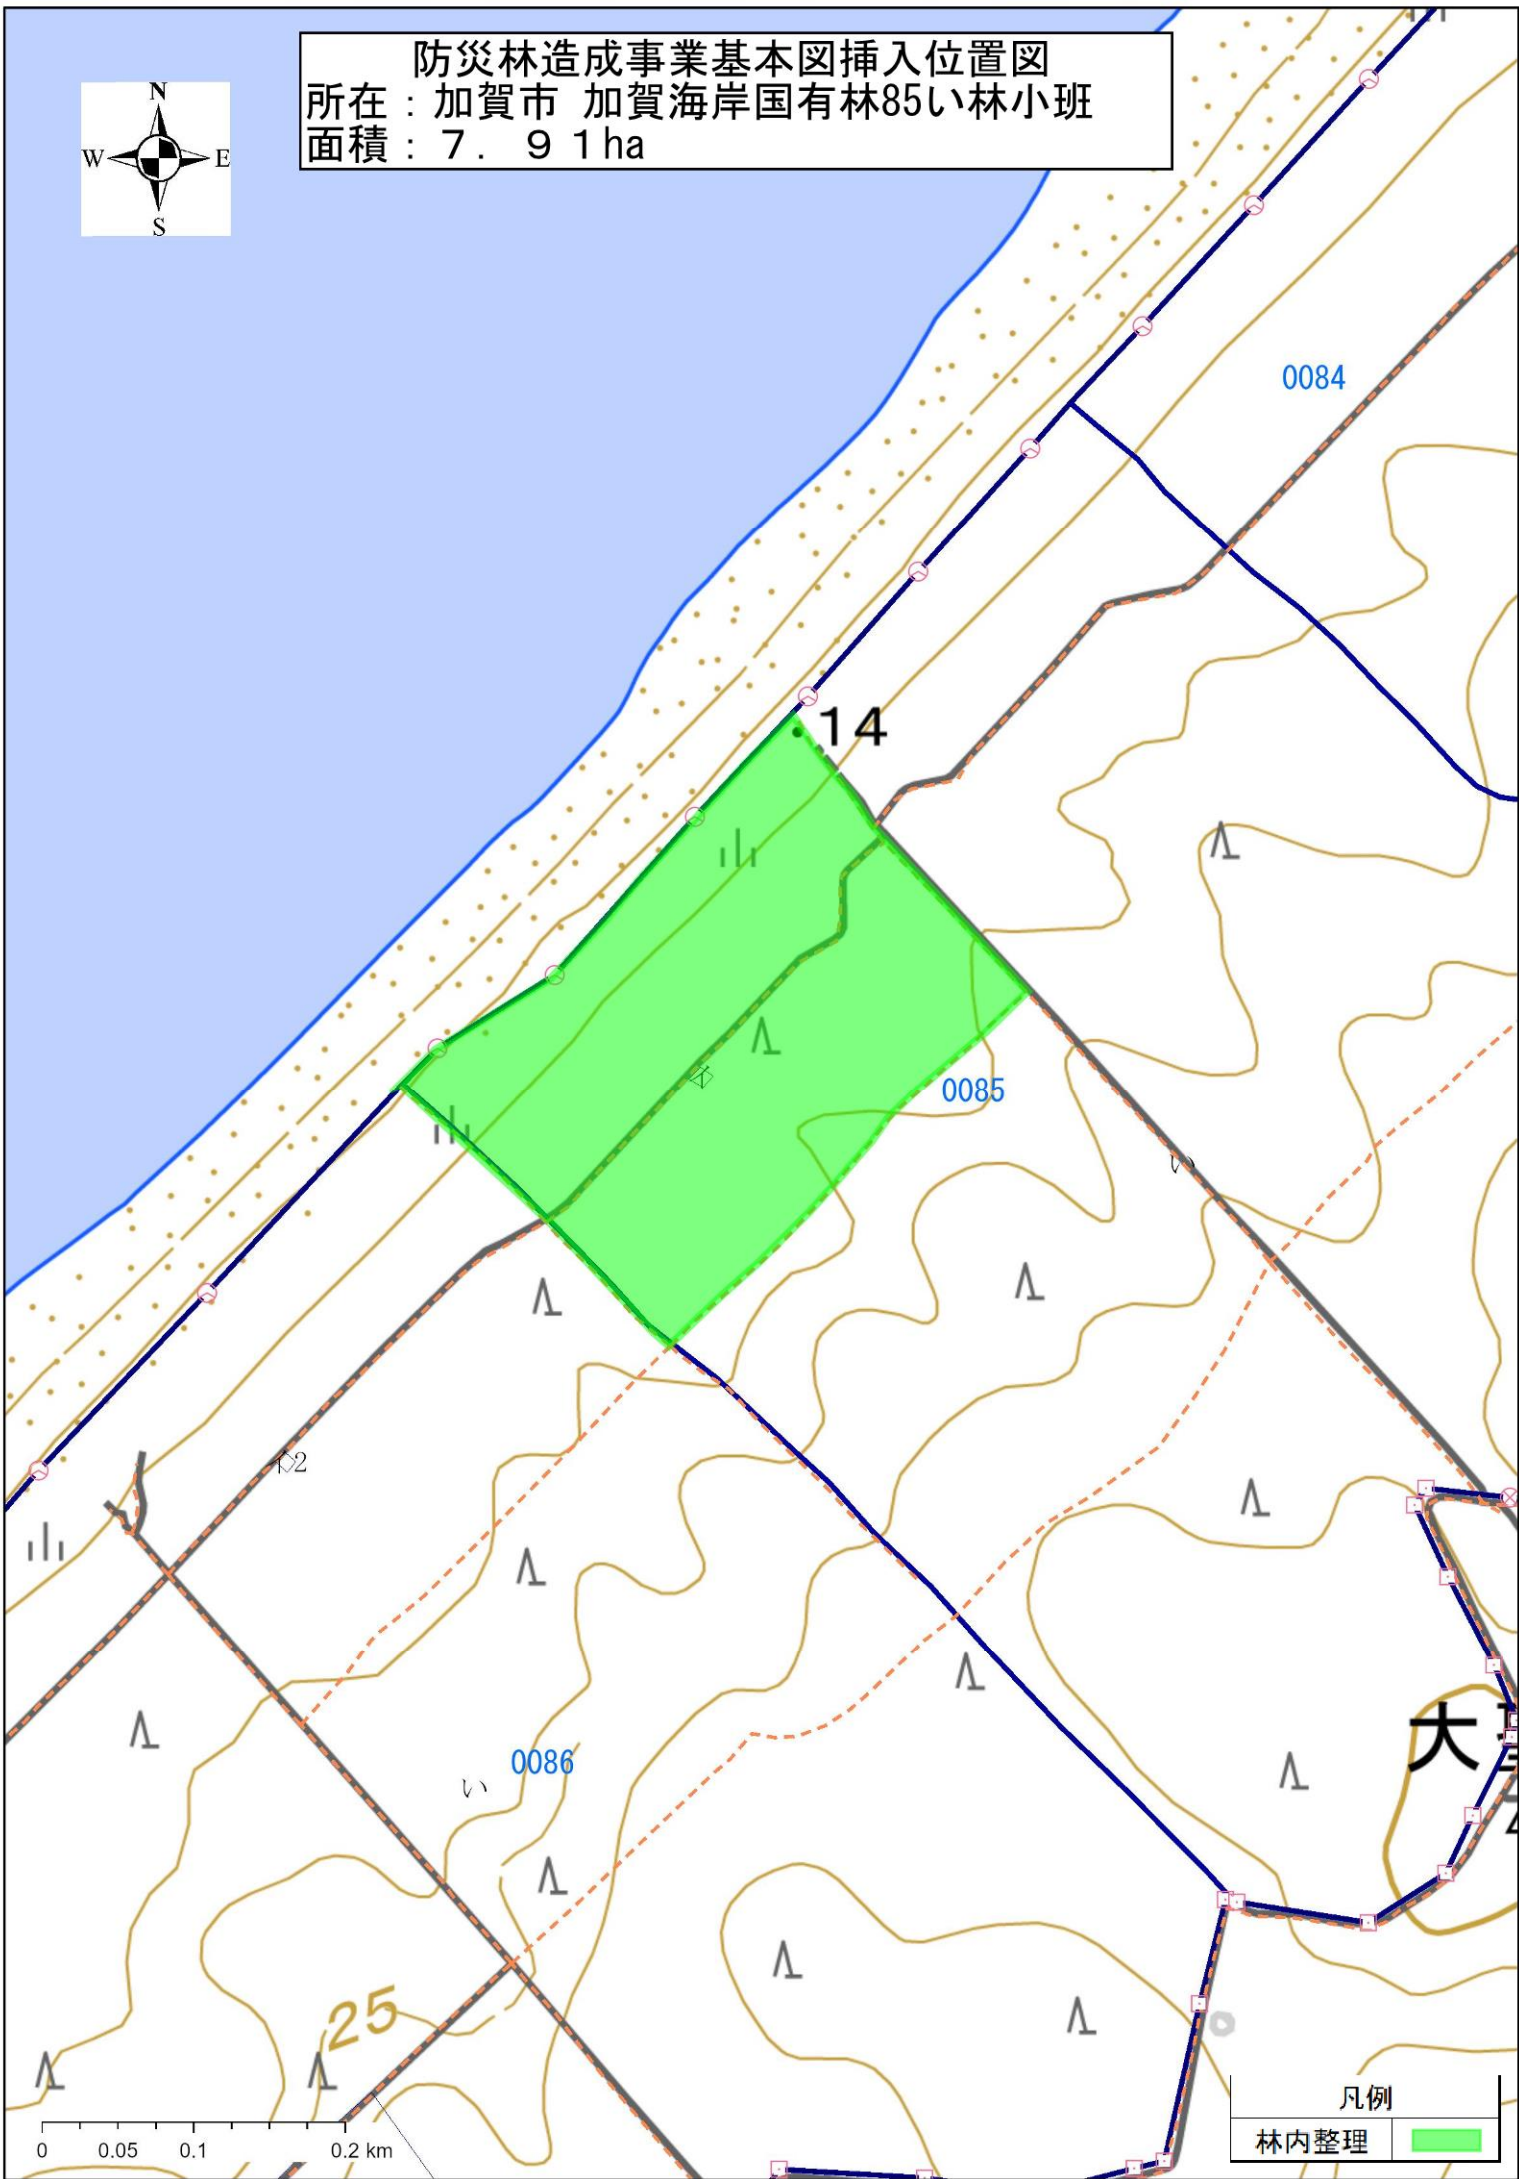 防災林造成事業基本図挿入位置図
所在：加賀市 加賀海岸国有林85い林小班
面積：７．９１ha
N
W E
S
0084
14
0085
い
2
0086
い
大
25
0 0.05 0.1 0.2 km
凡例
林内整理